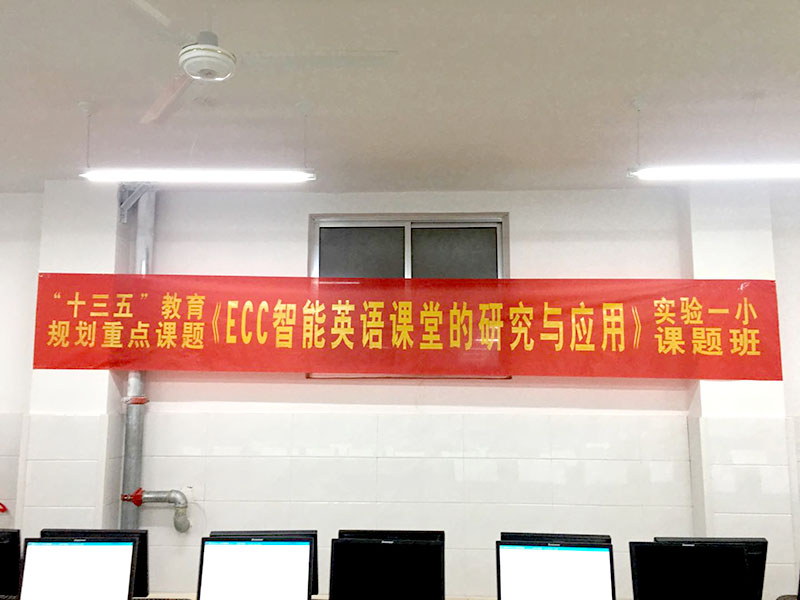 “十三五”教育
规划重点课题
《ECC智能英语课堂的研究与应用》
实验一小
课题班